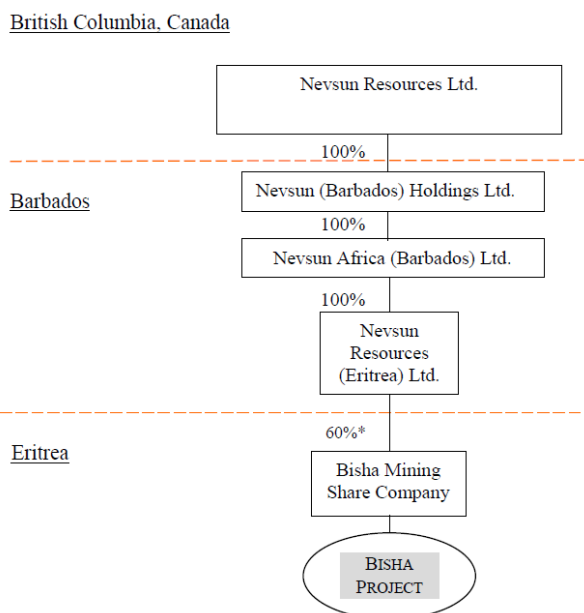 British Columbia, Canada
Nevsun Resources Ltd.
100%
Barbados
Nevsun (Barbados) Holdings Ltd.
100%
Nevsun Africa (Barbados) Ltd.
100%
Nevsun
Resources
(Eritrea) Ltd.
60%*
Eritrea
Bisha Mining
Share Company
BISHA
PROJECT